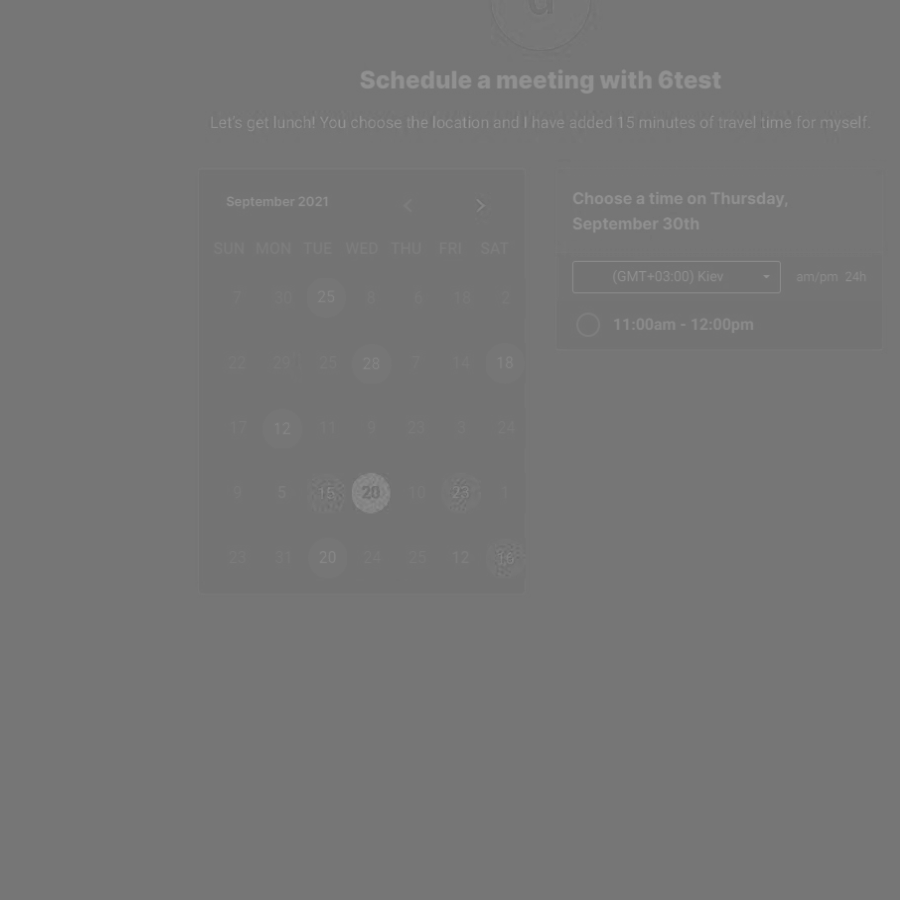 Schedule a meeting with 6test
Let's get lunch! You choose the location and I have added 15 minutes of travel time for myself.
September 2021
SUN MON TUE WED THU FRI SAT
7 30 25 8 6 18 2
22 29 25 28 7 14 18
17 12 11 9 23 3 24
9 5 15 20 10 23 1
23 31 20 24 25 12 16
Choose a time on Thursday,
September 30th
(GMT+03:00) Kiev am/pm 24h
11:00am - 12:00pm